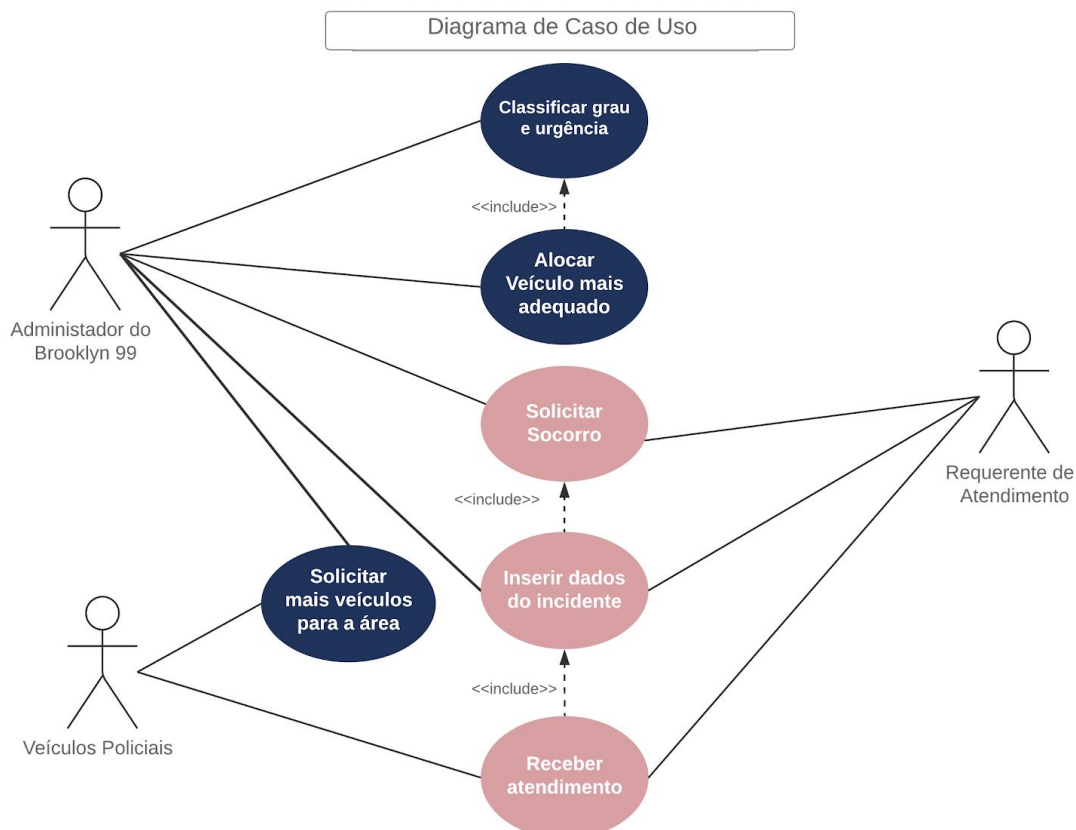 Diagrama de Caso de Uso
Classificar grau
e urgência
<<include>>
Alocar
Veículo mais
adequado
Administador do
Brooklyn 99
Solicitar
Socorro
Requerente de
Atendimento
<<include>>
Solicitar
mais veículos
para a área
Inserir dados
do incidente
<<include>>
Veículos Policiais
Receber
atendimento